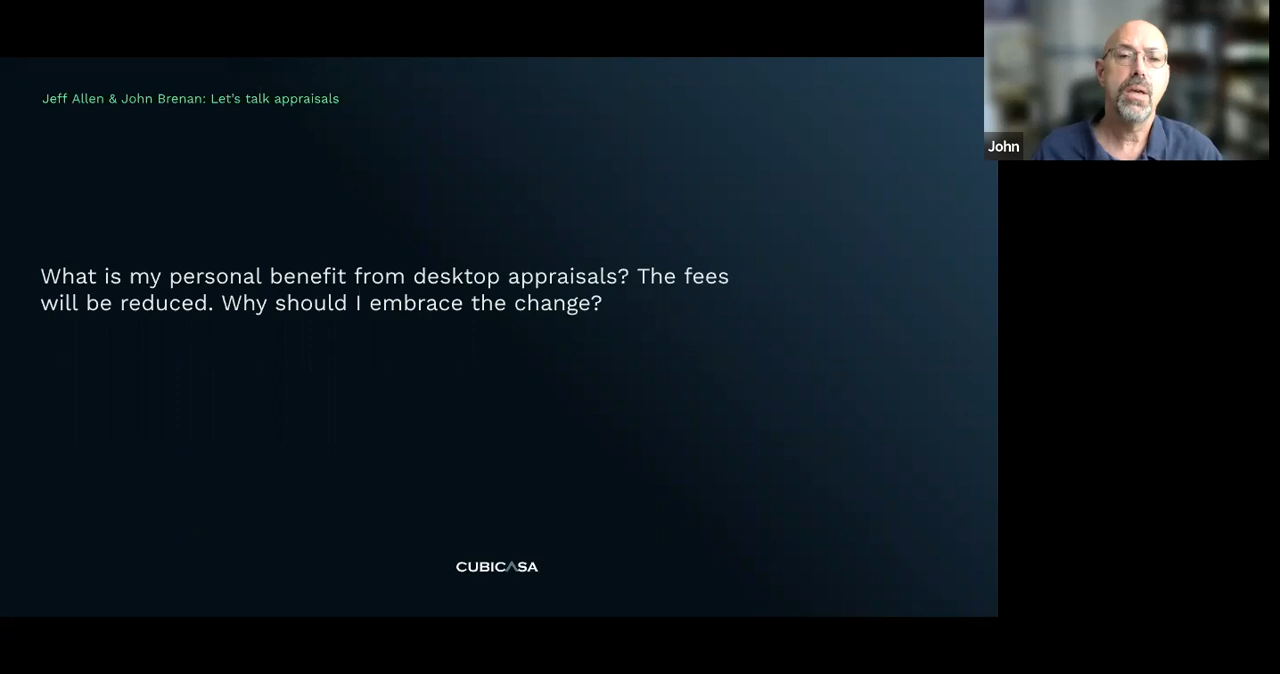 Jeff Allen & John Brenan: Let's talk appraisals
John
What is my personal benefit from desktop appraisals? The fees
will be reduced. Why should I embrace the change?
CUBICASA